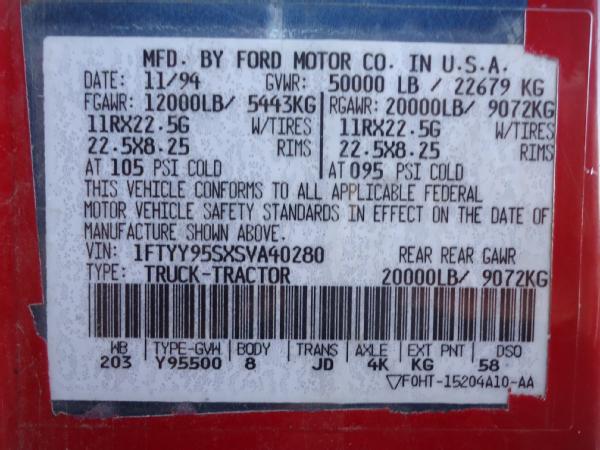 MFD. BY FORD MOTOR CO. IN U.S.A.
DATE: 11/94 GVWR: 50000 LB / 22679 KG
FGAWR: 12000LB/ 5443KG RGAWR: 20000LB/ 9072KG
11RX22.5G W/TIRES 11RX22.5G W/TIRES
22.5X8.25 RIMS 22.5X8.25 RIMS
AT 105 PSI COLD AT 095 PSI COLD
THIS VEHICLE CONFORMS TO ALL APPLICABLE FEDERAL
MOTOR VEHICLE SAFETY STANDARDS IN EFFECT ON THE DATE OF
MANUFACTURE SHOWN ABOVE.
VIN: 1FTYY95SXSVA40280 REAR REAR GAWR
TYPE: TRUCK-TRACTOR 20000LB/ 9072KG
WB TYPE-GVW BODY TRANS AXLE EXT PNT DSO
203 Y95500 8 JD 4K KG 58
▽F0HT-15204A10-AA